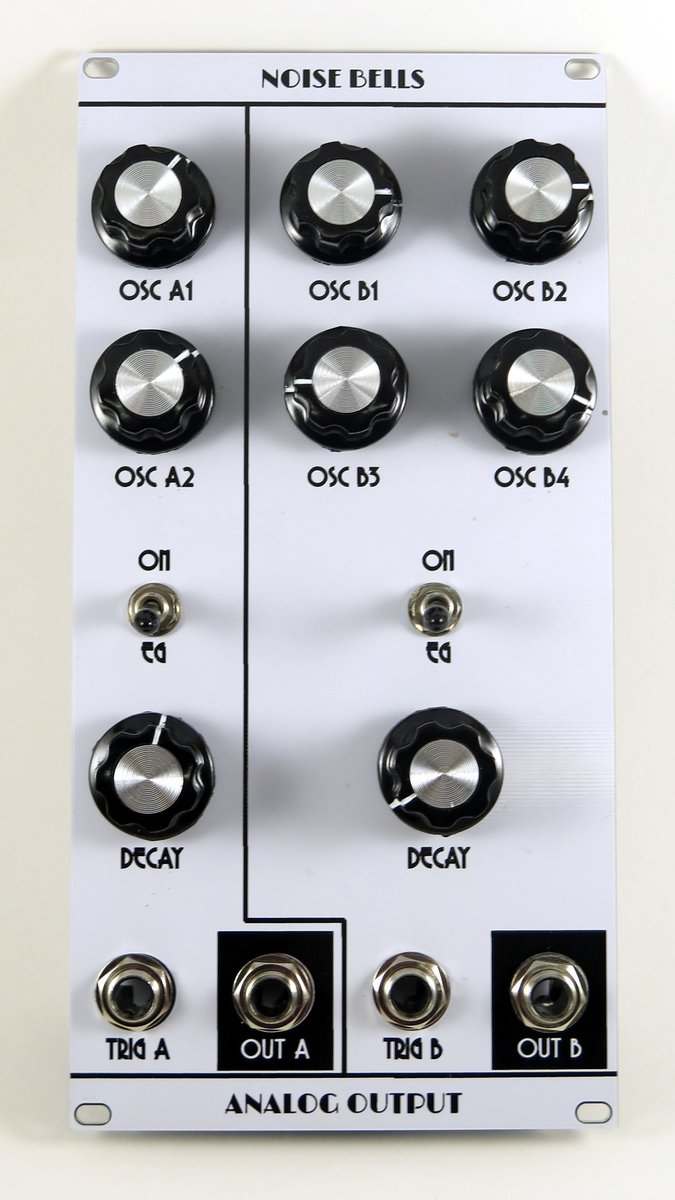 NOISE BELLS
OSC A1
OSC B1
OSC B2
OSC A2
OSC B3
OSC B4
ON
ON
EG
EG
DECAY
DECAY
TRIG A
OUT A
TRIG B
OUT B
ANALOG OUTPUT